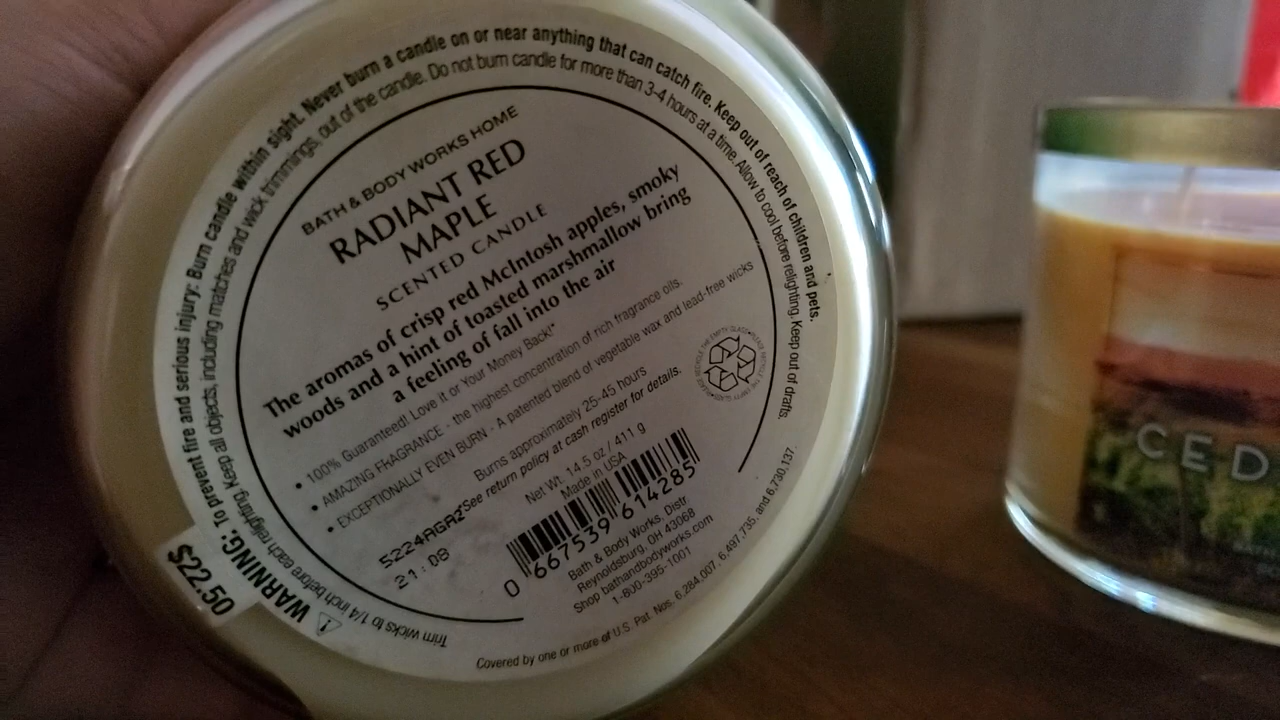 BATH & BODY WORKS HOME
RADIANT RED
MAPLE
SCENTED CANDLE
The aromas of crisp red McIntosh apples, smoky
woods and a hint of toasted marshmallow bring
a feeling of fall into the air
• 100% Guaranteed! Love it or Your Money Back!*
• AMAZING FRAGRANCE - the highest concentration of rich fragrance oils.
• EXCEPTIONALLY EVEN BURN - A patented blend of vegetable wax and lead-free wicks
Burns approximately 25-45 hours
*See return policy at cash register for details.
Net Wt. 14.5 oz / 411 g
Made in USA
5224AGA2
21:08
0 667539 614285
Bath & Body Works, Distr.
Reynoldsburg, OH 43068
Shop bathandbodyworks.com
1-800-395-1001
WARNING: To prevent fire and serious injury: Burn candle within sight. Never burn a candle on or near anything that can catch fire. Keep out of reach of children and pets.
Trim wicks to 1/4 inch before each relighting. Keep all objects, including matches and wick trimmings, out of the candle. Do not burn candle for more than 3-4 hours at a time. Allow to cool before relighting. Keep out of drafts.
Covered by one or more of U.S. Pat. Nos. 6,284,007, 6,497,735, and 6,730,137.
$22.50
CED